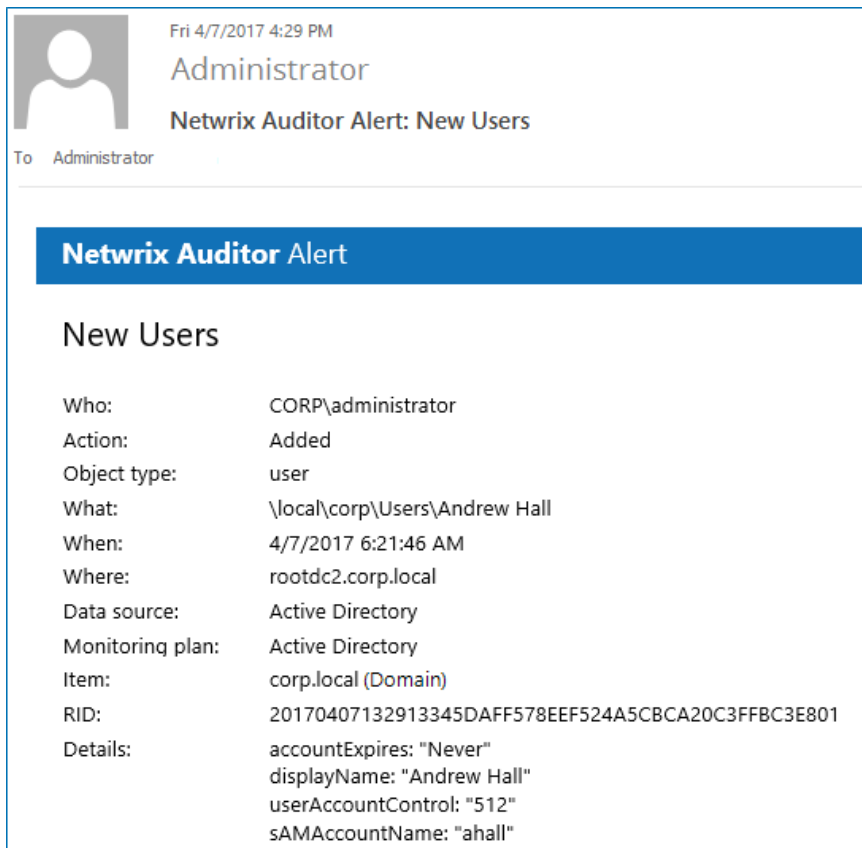 Fri 4/7/2017 4:29 PM
Administrator
Netwrix Auditor Alert: New Users
To Administrator
Netwrix Auditor Alert
New Users
Who: CORP\administrator
Action: Added
Object type: user
What: \local\corp\Users\Andrew Hall
When: 4/7/2017 6:21:46 AM
Where: rootdc2.corp.local
Data source: Active Directory
Monitoring plan: Active Directory
Item: corp.local (Domain)
RID: 20170407132913345DAFF578EEF524A5CBCA20C3FFBC3E801
Details: accountExpires: "Never"
displayName: "Andrew Hall"
userAccountControl: "512"
sAMAccountName: "ahall"